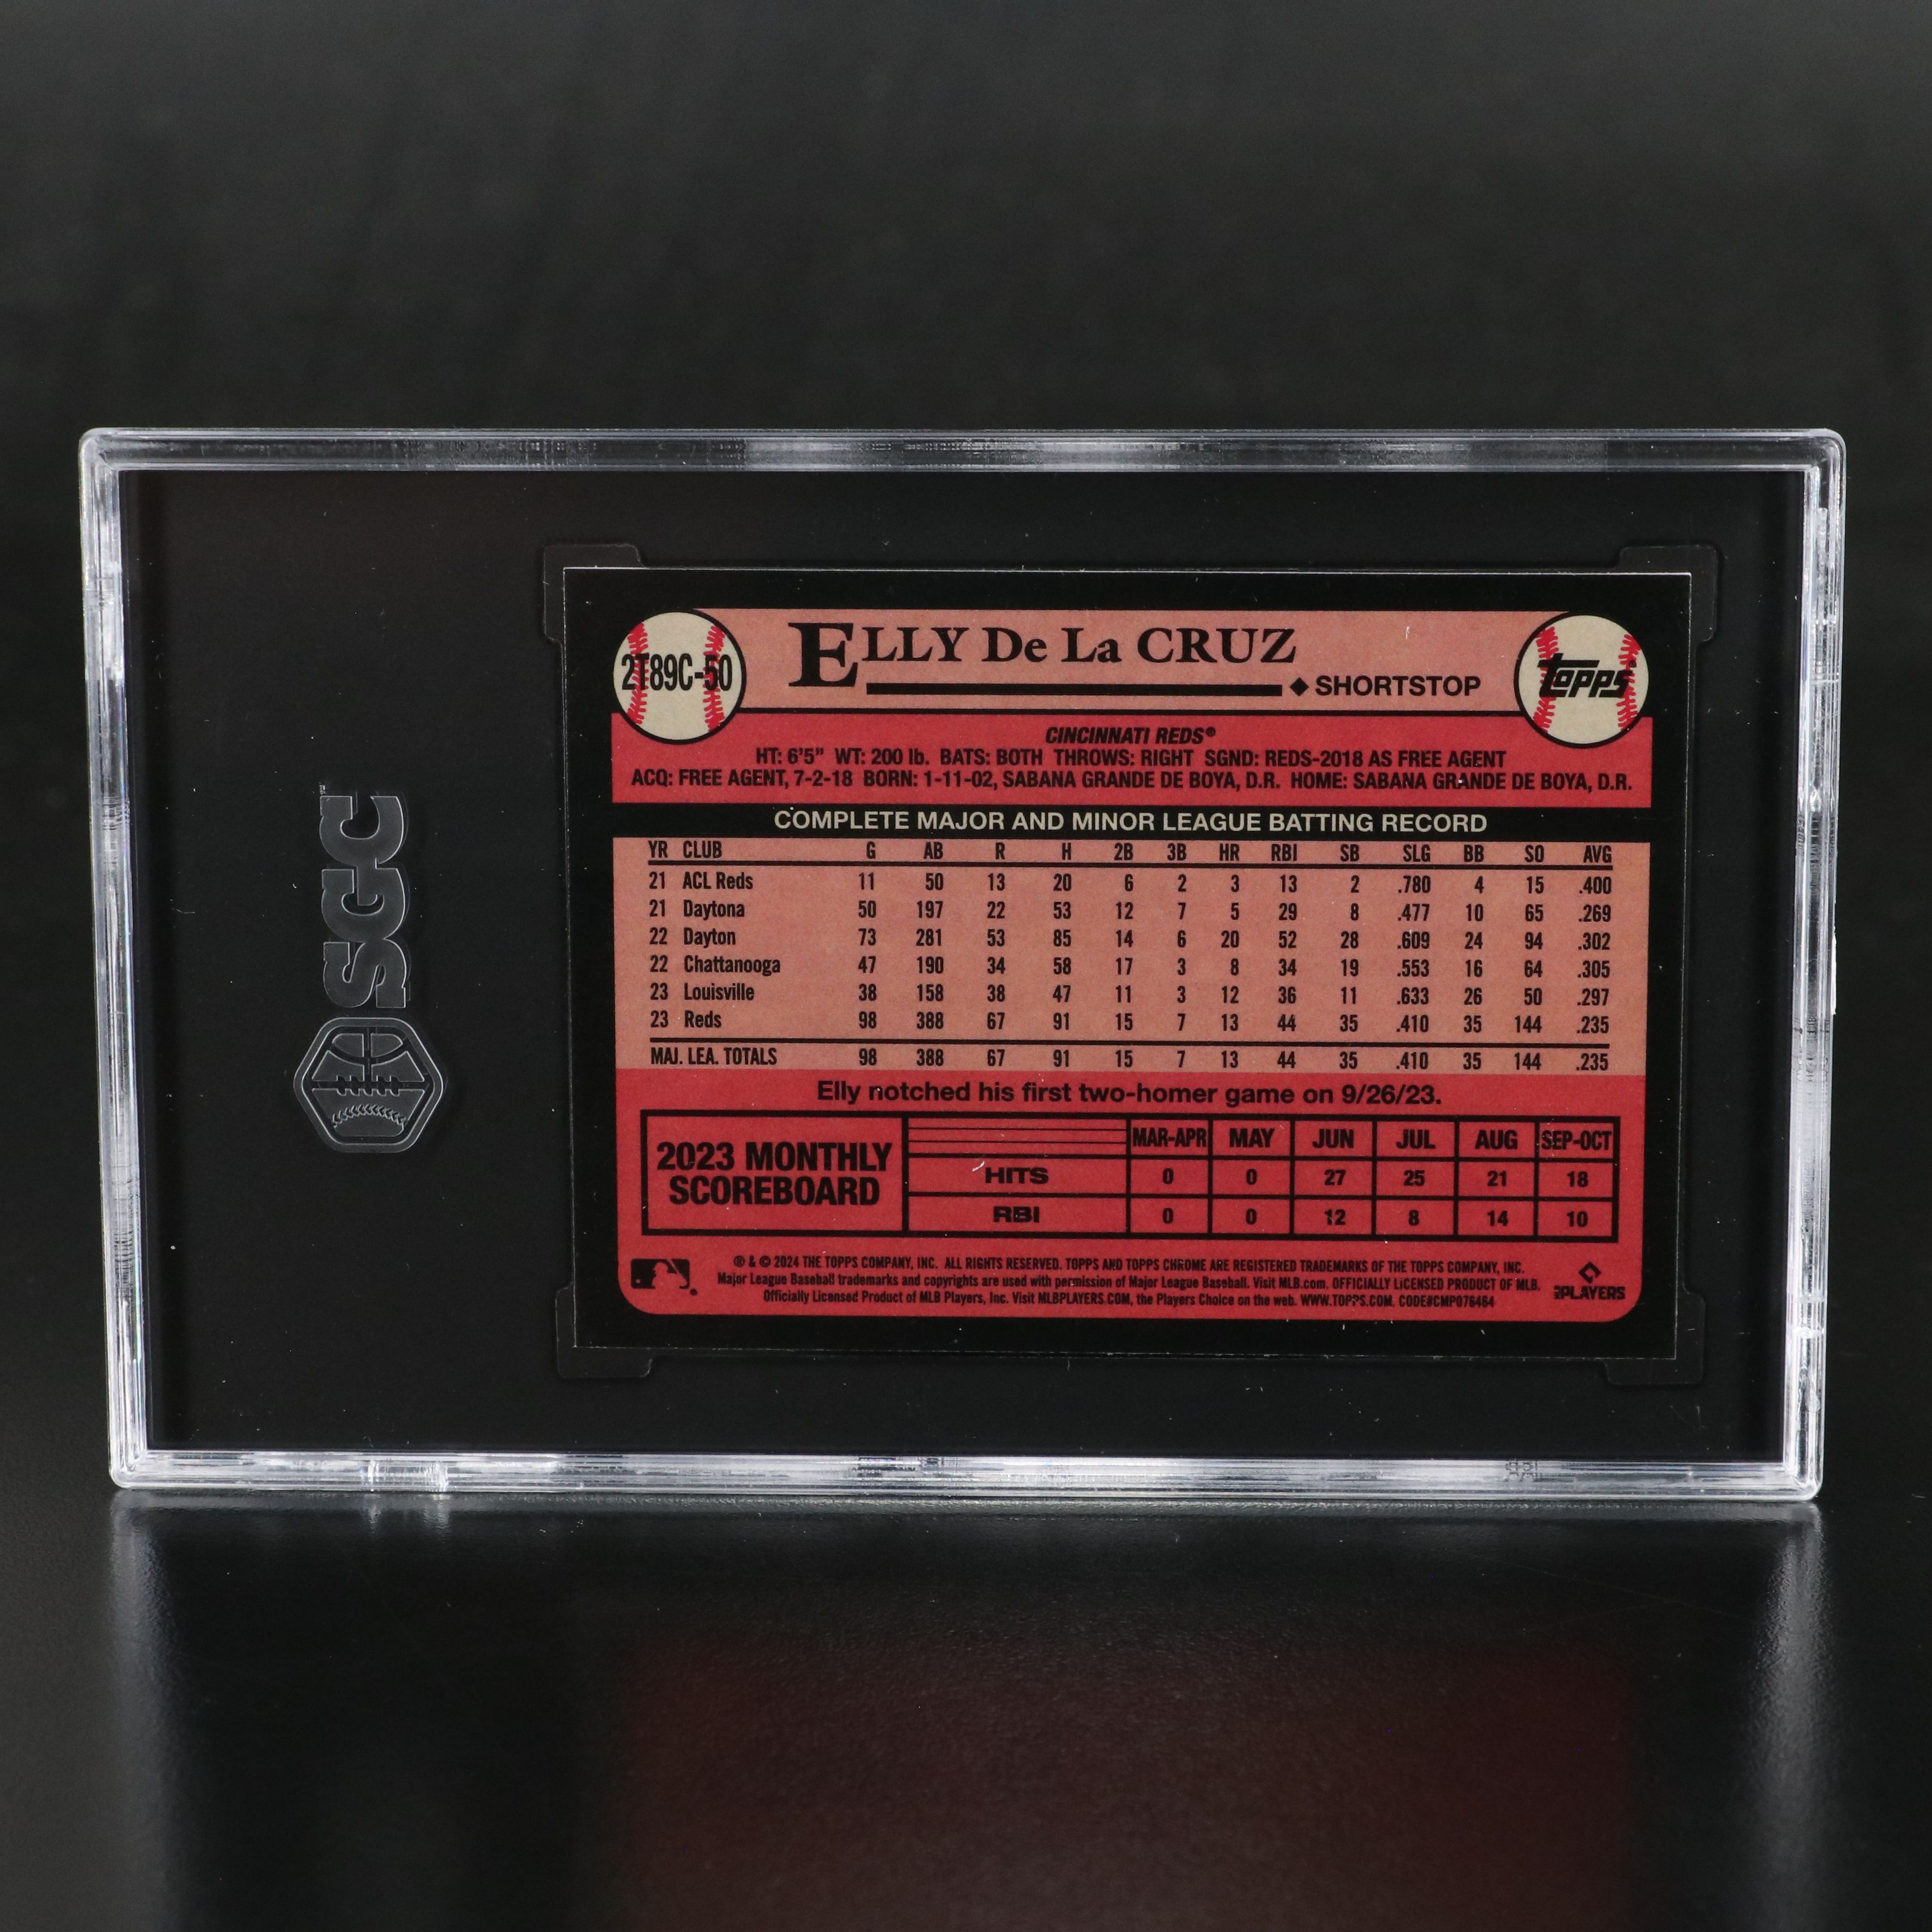 SGC
2T89C-50
ELLY De La CRUZ
◆ SHORTSTOP
topps
CINCINNATI REDS®
HT: 6'5" WT: 200 lb. BATS: BOTH THROWS: RIGHT SGND: REDS-2018 AS FREE AGENT
ACQ: FREE AGENT, 7-2-18 BORN: 1-11-02, SABANA GRANDE DE BOYA, D.R. HOME: SABANA GRANDE DE BOYA, D.R.
COMPLETE MAJOR AND MINOR LEAGUE BATTING RECORD
YR CLUB G AB R H 2B 3B HR RBI SB SLG BB SO AVG
21 ACL Reds 11 50 13 20 6 2 3 13 2 .780 4 15 .400
21 Daytona 50 197 22 53 12 7 5 29 8 .477 10 65 .269
22 Dayton 73 281 53 85 14 6 20 52 28 .609 24 94 .302
22 Chattanooga 47 190 34 58 17 3 8 34 19 .553 16 64 .305
23 Louisville 38 158 38 47 11 3 12 36 11 .633 26 50 .297
23 Reds 98 388 67 91 15 7 13 44 35 .410 35 144 .235
MAJ. LEA. TOTALS 98 388 67 91 15 7 13 44 35 .410 35 144 .235
Elly notched his first two-homer game on 9/26/23.
2023 MONTHLY
SCOREBOARD
MAR-APR MAY JUN JUL AUG SEP-OCT
HITS 0 0 27 25 21 18
RBI 0 0 12 8 14 10
® & © 2024 THE TOPPS COMPANY, INC. ALL RIGHTS RESERVED. TOPPS AND TOPPS CHROME ARE REGISTERED TRADEMARKS OF THE TOPPS COMPANY, INC.
Major League Baseball trademarks and copyrights are used with permission of Major League Baseball. Visit MLB.com. OFFICIALLY LICENSED PRODUCT OF MLB.
Officially Licensed Product of MLB Players, Inc. Visit MLBPLAYERS.COM, the Players Choice on the web. WWW.TOPPS.COM. CODE#CMP076464
MLB PLAYERS